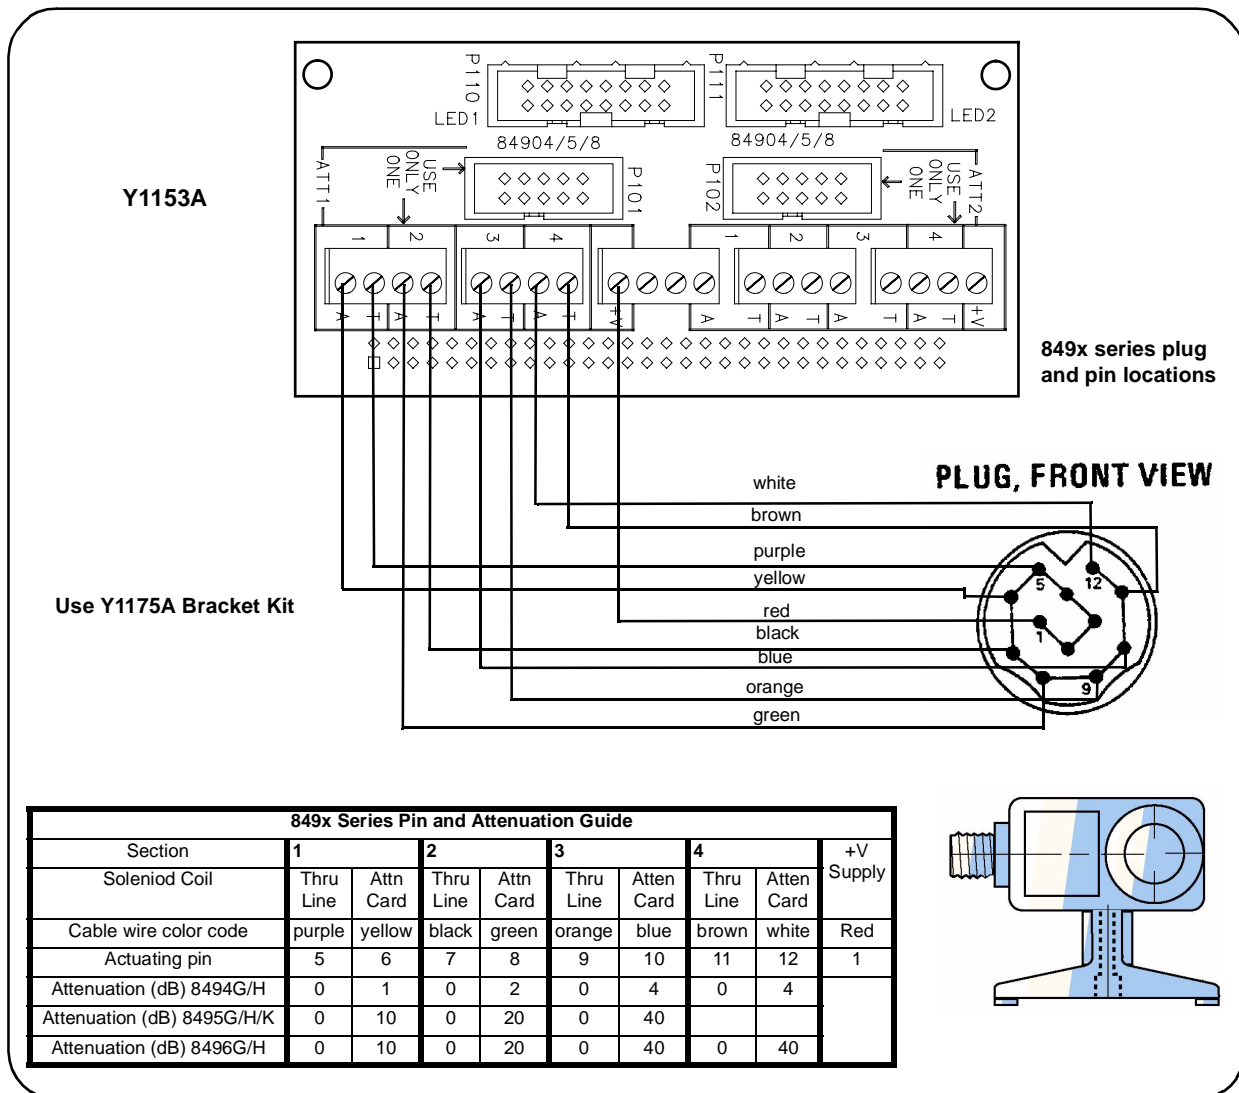 P110
P111
LED1
LED2
84904/5/8
84904/5/8
ATT1
USE ONLY ONE
P101
P102
USE ONLY ONE
ATT2
Y1153A
1 2 3 4
1 2 3 4
A T A T A T A T +V
A T A T A T A T +V
849x series plug
and pin locations
PLUG, FRONT VIEW
white
brown
purple
yellow
red
black
blue
orange
green
5
12
1
9
Use Y1175A Bracket Kit
849x Series Pin and Attenuation Guide
Section 1 2 3 4 +V Supply
Soleniod Coil Thru Line Attn Card Thru Line Attn Card Thru Line Atten Card Thru Line Atten Card
Cable wire color code purple yellow black green orange blue brown white Red
Actuating pin 5 6 7 8 9 10 11 12 1
Attenuation (dB) 8494G/H 0 1 0 2 0 4 0 4
Attenuation (dB) 8495G/H/K 0 10 0 20 0 40
Attenuation (dB) 8496G/H 0 10 0 20 0 40 0 40